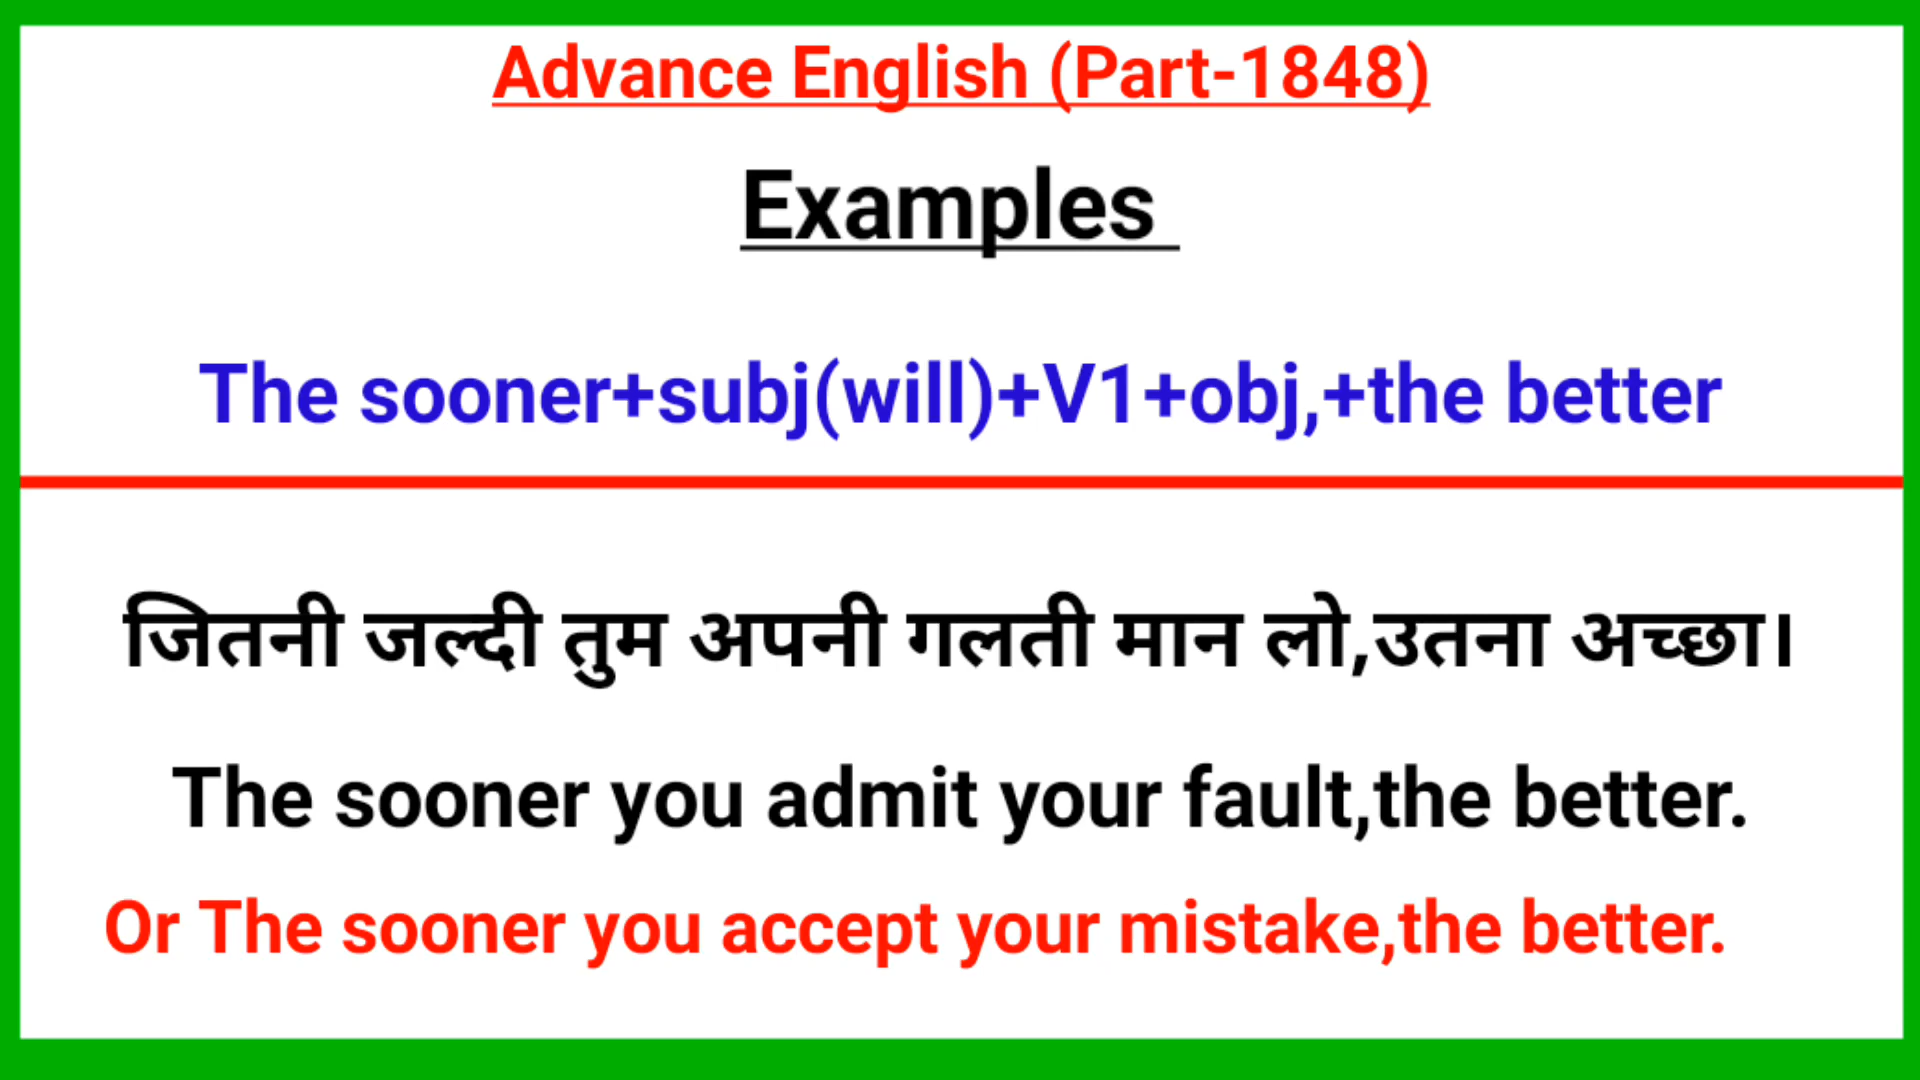 Advance English (Part-1848)
Examples
The sooner+subj(will)+V1+obj,+the better
जितनी जल्दी तुम अपनी गलती मान लो,उतना अच्छा।
The sooner you admit your fault,the better.
Or The sooner you accept your mistake,the better.